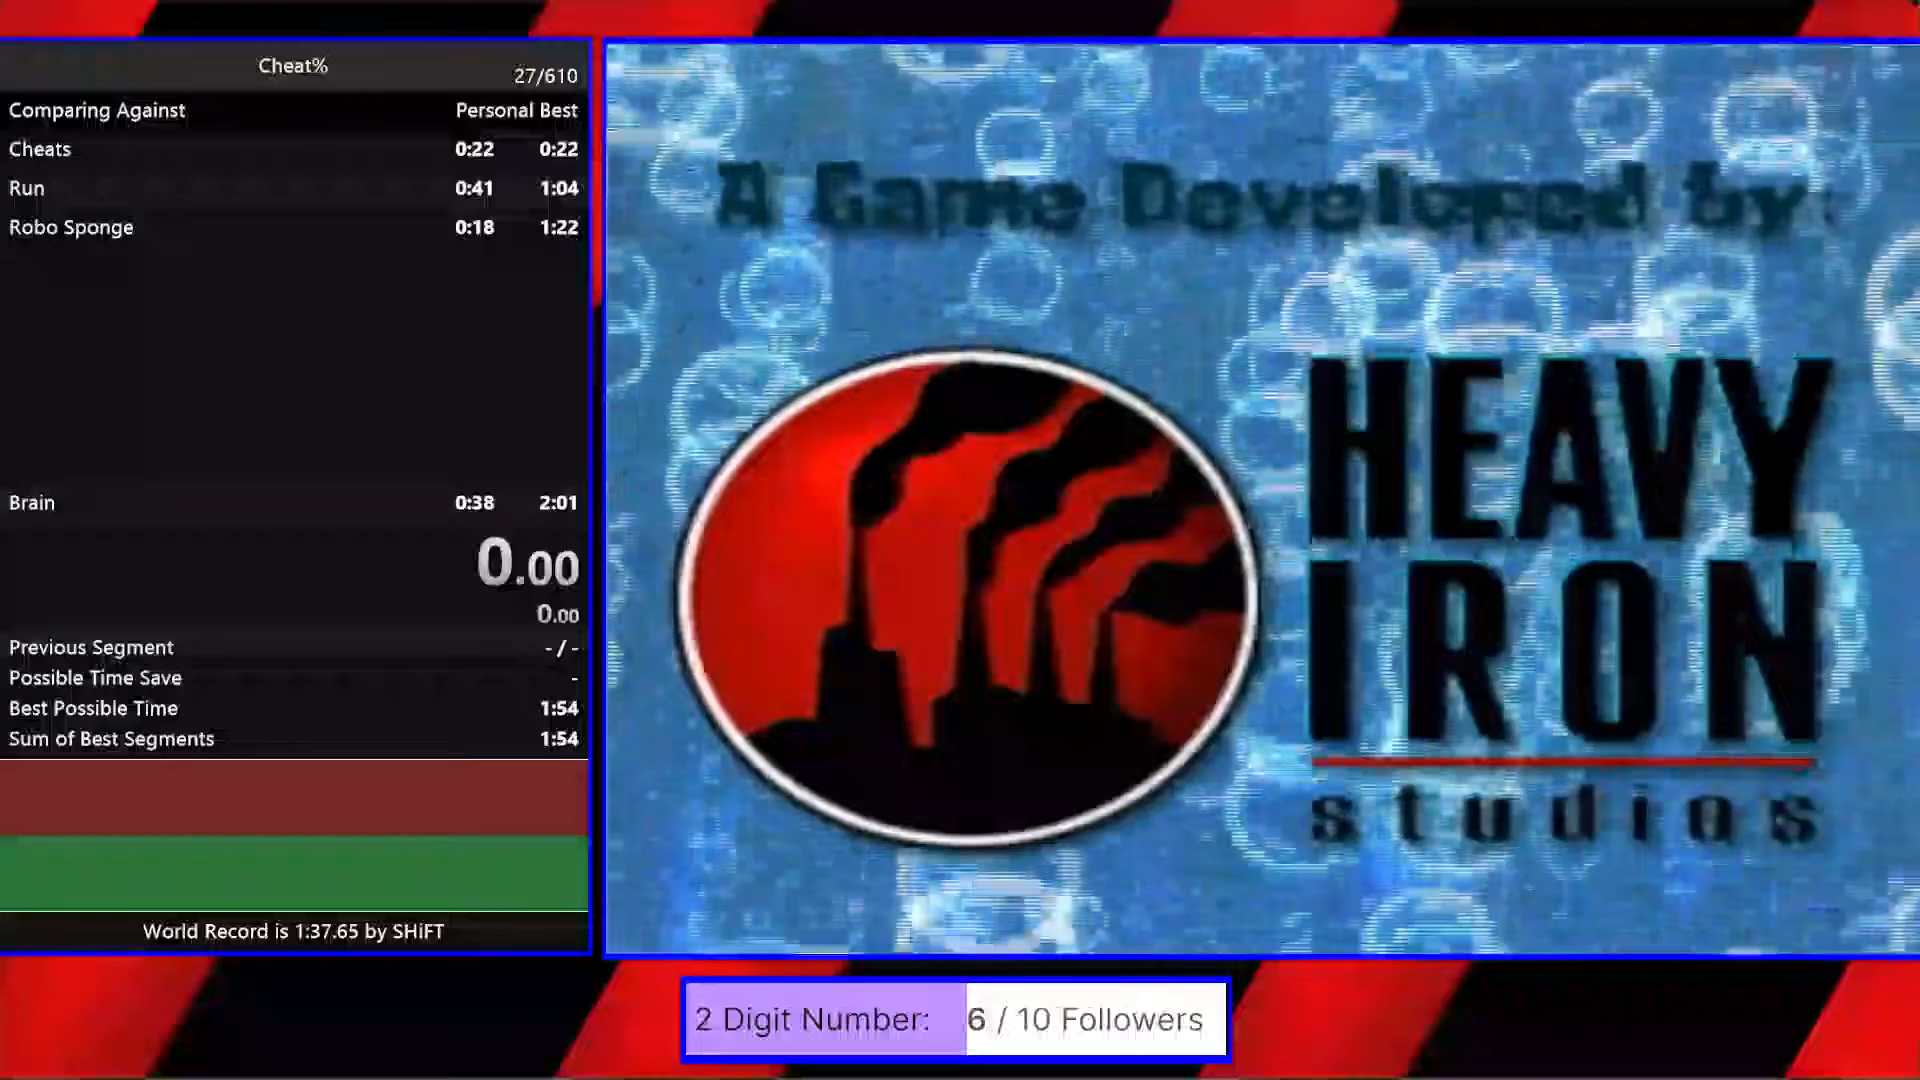 Cheat%
27/610
Comparing Against Personal Best
Cheats 0:22 0:22
Run 0:41 1:04
Robo Sponge 0:18 1:22
Brain 0:38 2:01
0.00
0.00
Previous Segment - / -
Possible Time Save -
Best Possible Time 1:54
Sum of Best Segments 1:54
World Record is 1:37.65 by SHiFT
A Game Developed by:
HEAVY
IRON
studios
2 Digit Number: 6 / 10 Followers